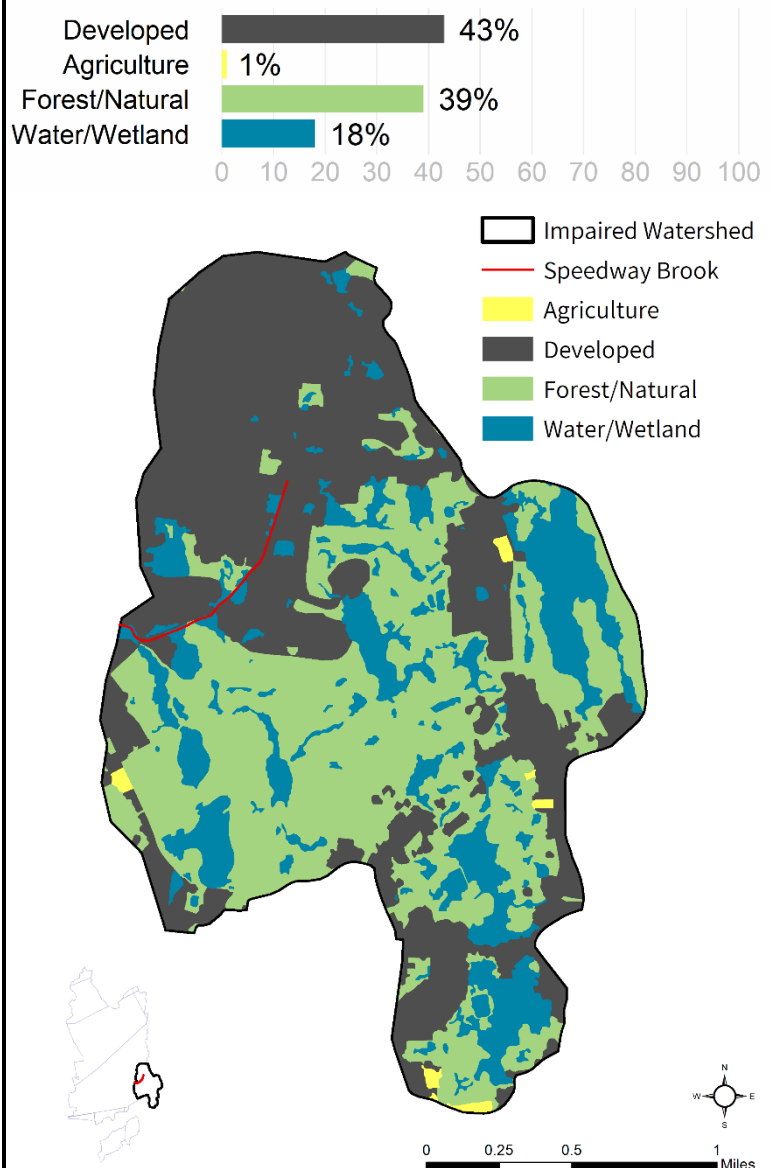 Developed 43%
Agriculture 1%
Forest/Natural 39%
Water/Wetland 18%
0 10 20 30 40 50 60 70 80 90 100
Impaired Watershed
Speedway Brook
Agriculture
Developed
Forest/Natural
Water/Wetland
N
W E
S
0 0.25 0.5 1
Miles